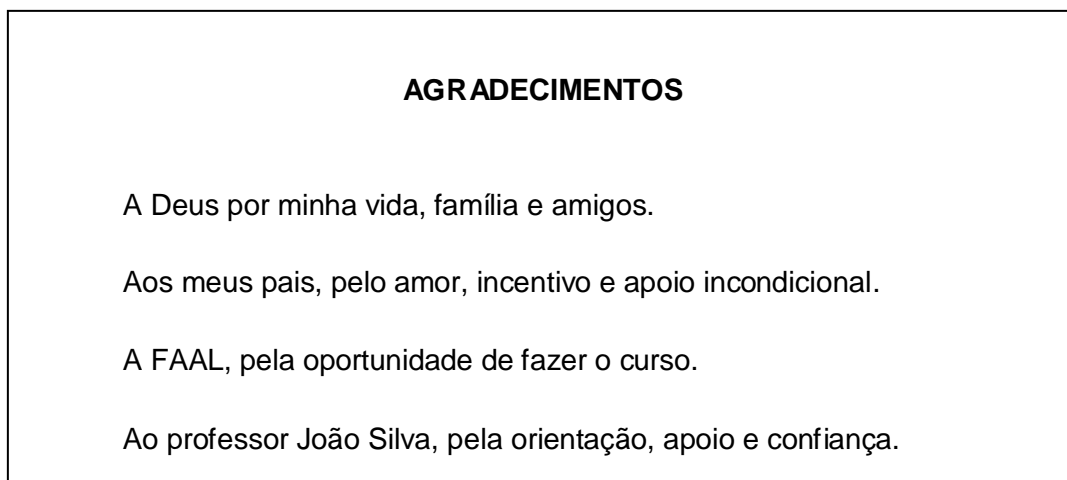 AGRADECIMENTOS
A Deus por minha vida, família e amigos.
Aos meus pais, pelo amor, incentivo e apoio incondicional.
A FAAL, pela oportunidade de fazer o curso.
Ao professor João Silva, pela orientação, apoio e confiança.